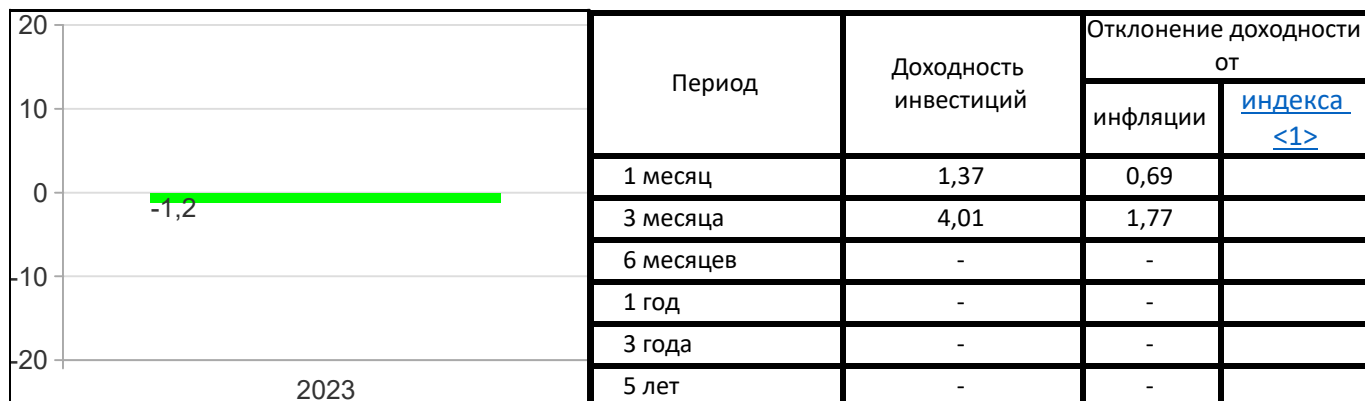 20
10
0
-1,2
-10
-20
2023
Период
Доходность
инвестиций
Отклонение доходности
от
инфляции
индекса
<1>
1 месяц 1,37 0,69
3 месяца 4,01 1,77
6 месяцев - -
1 год - -
3 года - -
5 лет - -